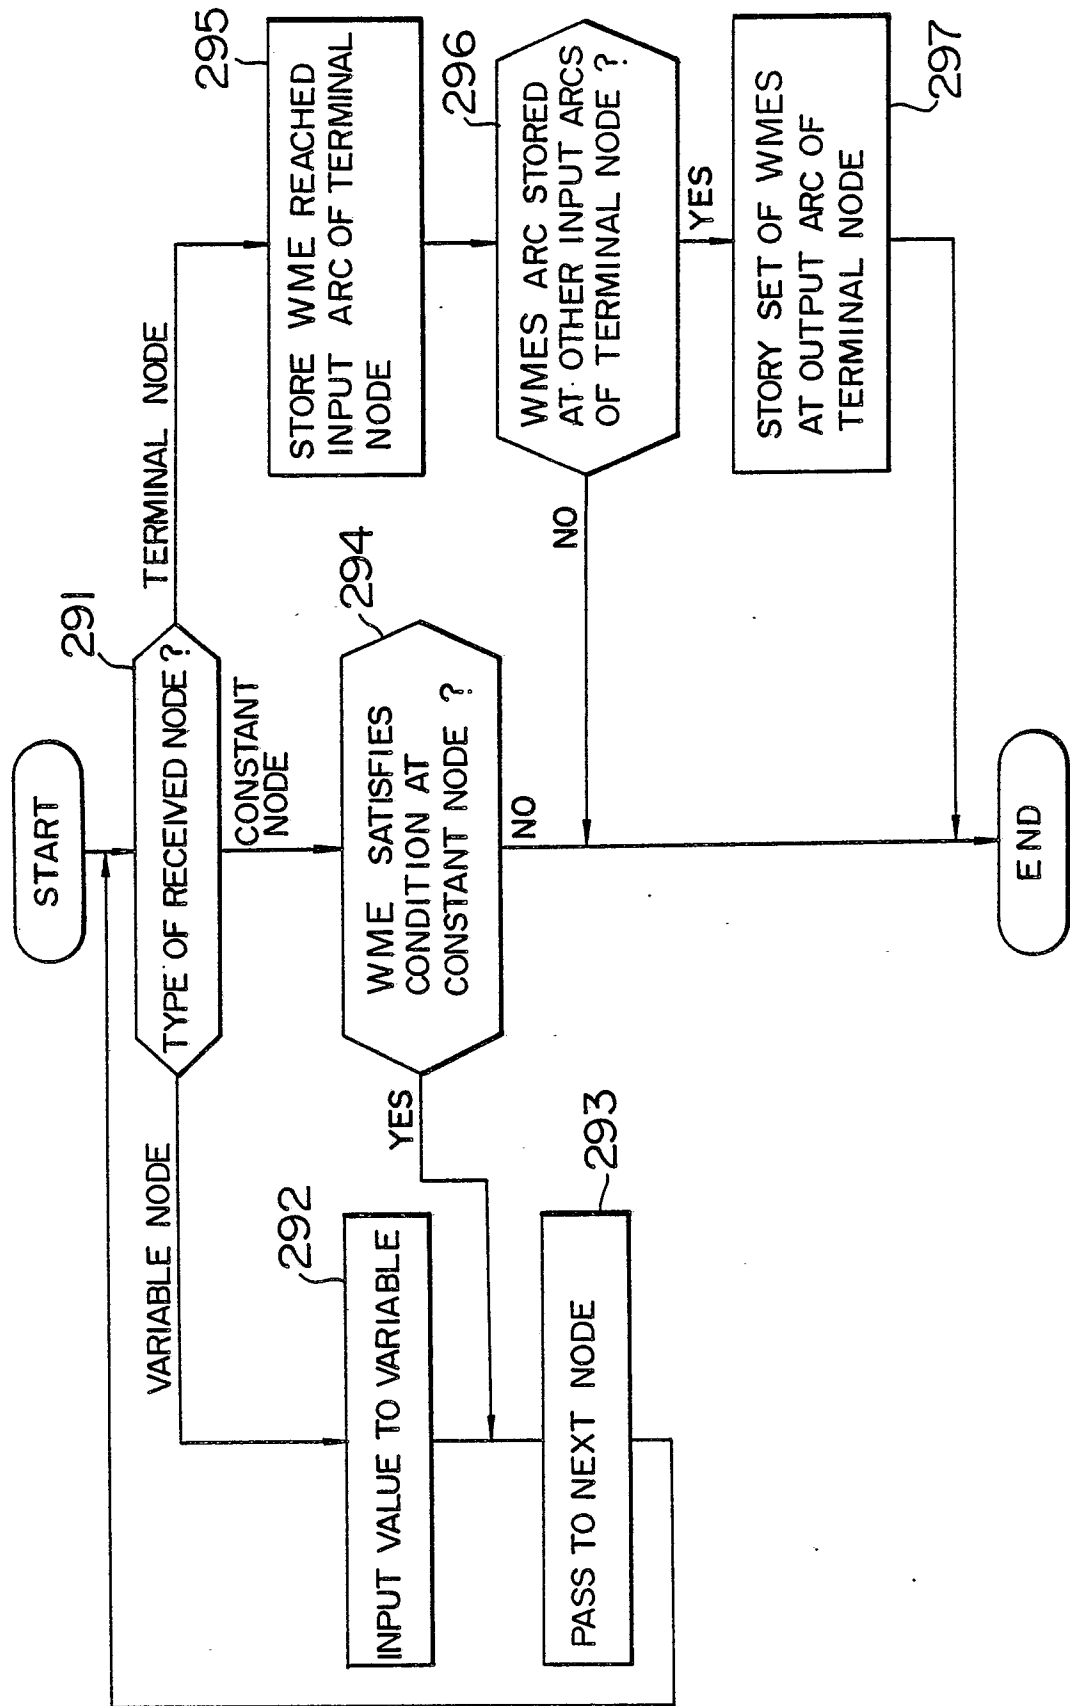 START
291
TYPE OF RECEIVED NODE?
VARIABLE NODE
CONSTANT
NODE
TERMINAL NODE
292
INPUT VALUE TO VARIABLE
293
PASS TO NEXT NODE
294
WME SATISFIES
CONDITION AT
CONSTANT NODE ?
YES
NO
295
STORE WME REACHED
INPUT ARC OF TERMINAL
NODE
296
WMES ARC STORED
AT OTHER INPUT ARCS
OF TERMINAL NODE ?
NO
YES
297
STORY SET OF WMES
AT OUTPUT ARC OF
TERMINAL NODE
END